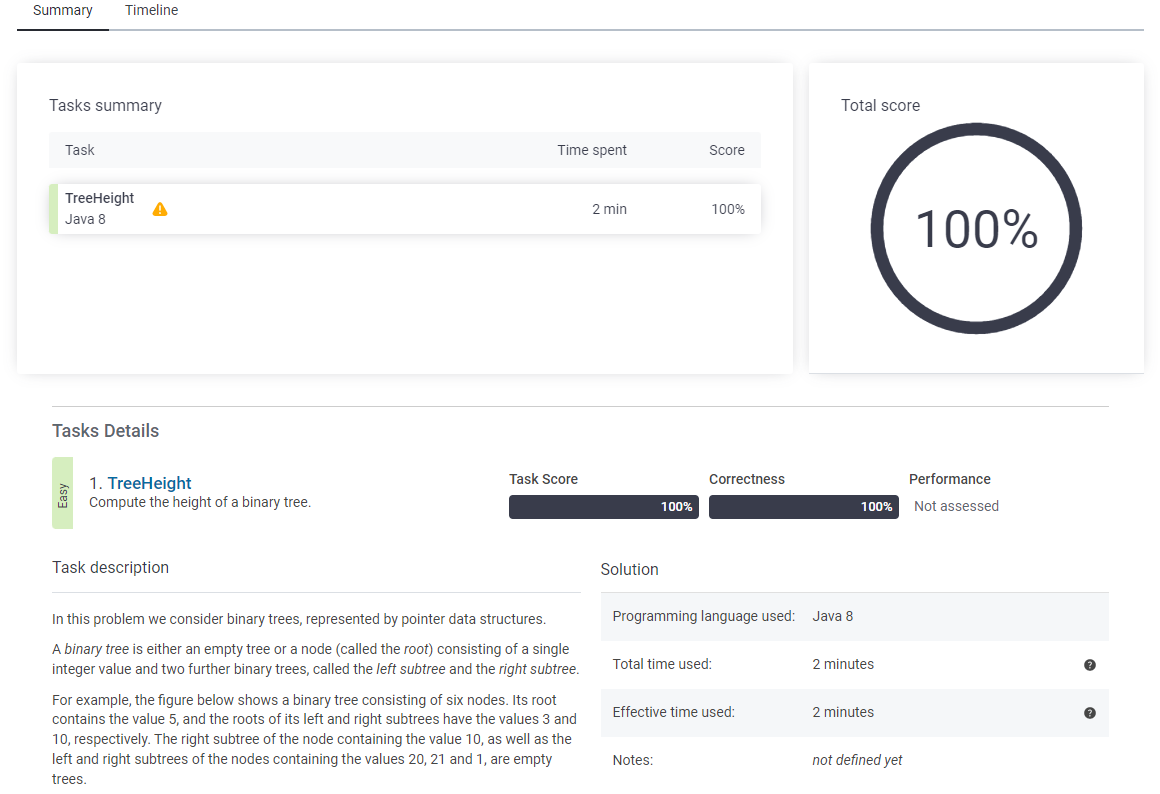 Summary Timeline
Tasks summary
Task Time spent Score
TreeHeight
Java 8
2 min 100%
Total score
100%
Tasks Details
Easy
1. TreeHeight
Compute the height of a binary tree.
Task Score Correctness Performance
100% 100% Not assessed
Task description
In this problem we consider binary trees, represented by pointer data structures.
A binary tree is either an empty tree or a node (called the root) consisting of a single
integer value and two further binary trees, called the left subtree and the right subtree.
For example, the figure below shows a binary tree consisting of six nodes. Its root
contains the value 5, and the roots of its left and right subtrees have the values 3 and
10, respectively. The right subtree of the node containing the value 10, as well as the
left and right subtrees of the nodes containing the values 20, 21 and 1, are empty
trees.
Solution
Programming language used: Java 8
Total time used: 2 minutes ?
Effective time used: 2 minutes ?
Notes: not defined yet